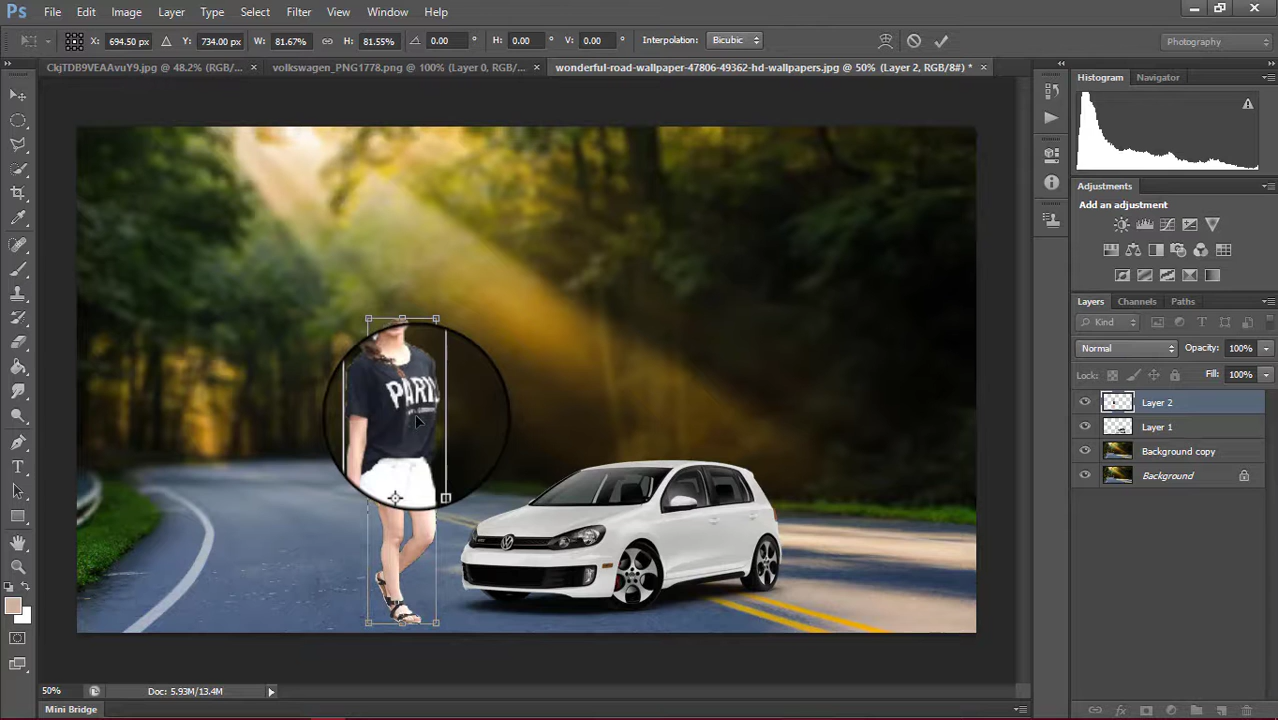 Ps File Edit Image Layer Type Select Filter View Window Help
X: 694.50 px Y: 734.00 px W: 81.67% H: 81.55% 0.00 ° H: 0.00 ° V: 0.00 ° Interpolation: Bicubic Photography
CkjTDB9VEAAvuY9.jpg @ 48.2% (RGB/... × volkswagen_PNG1778.png @ 100% (Layer 0, RGB/... × wonderful-road-wallpaper-47806-49362-hd-wallpapers.jpg @ 50% (Layer 2, RGB/8#) * ×
Histogram Navigator
Adjustments
Add an adjustment
Layers Channels Paths
Kind
Normal Opacity: 100%
Lock: Fill: 100%
Layer 2
Layer 1
Background copy
Background
50% Doc: 5.93M/13.4M
Mini Bridge